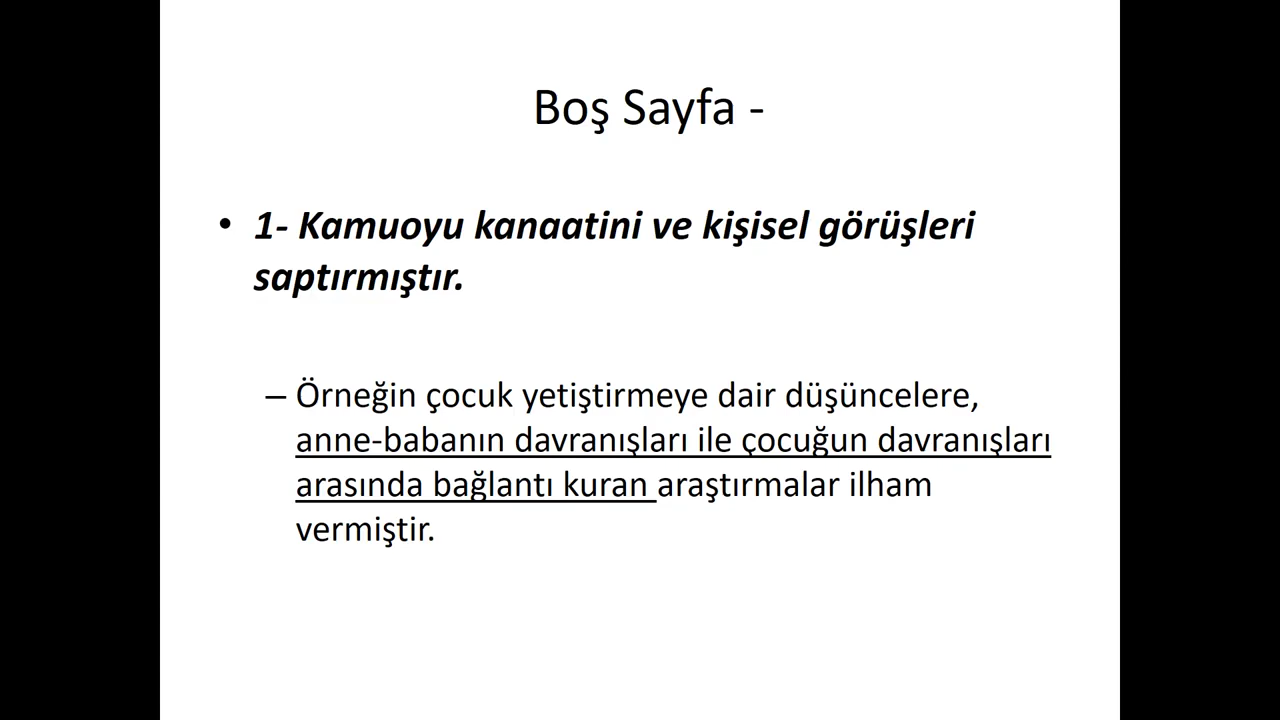 Boş Sayfa -
• 1- Kamuoyu kanaatini ve kişisel görüşleri
saptırmıştır.
– Örneğin çocuk yetiştirmeye dair düşüncelere,
anne-babanın davranışları ile çocuğun davranışları
arasında bağlantı kuran araştırmalar ilham
vermiştir.